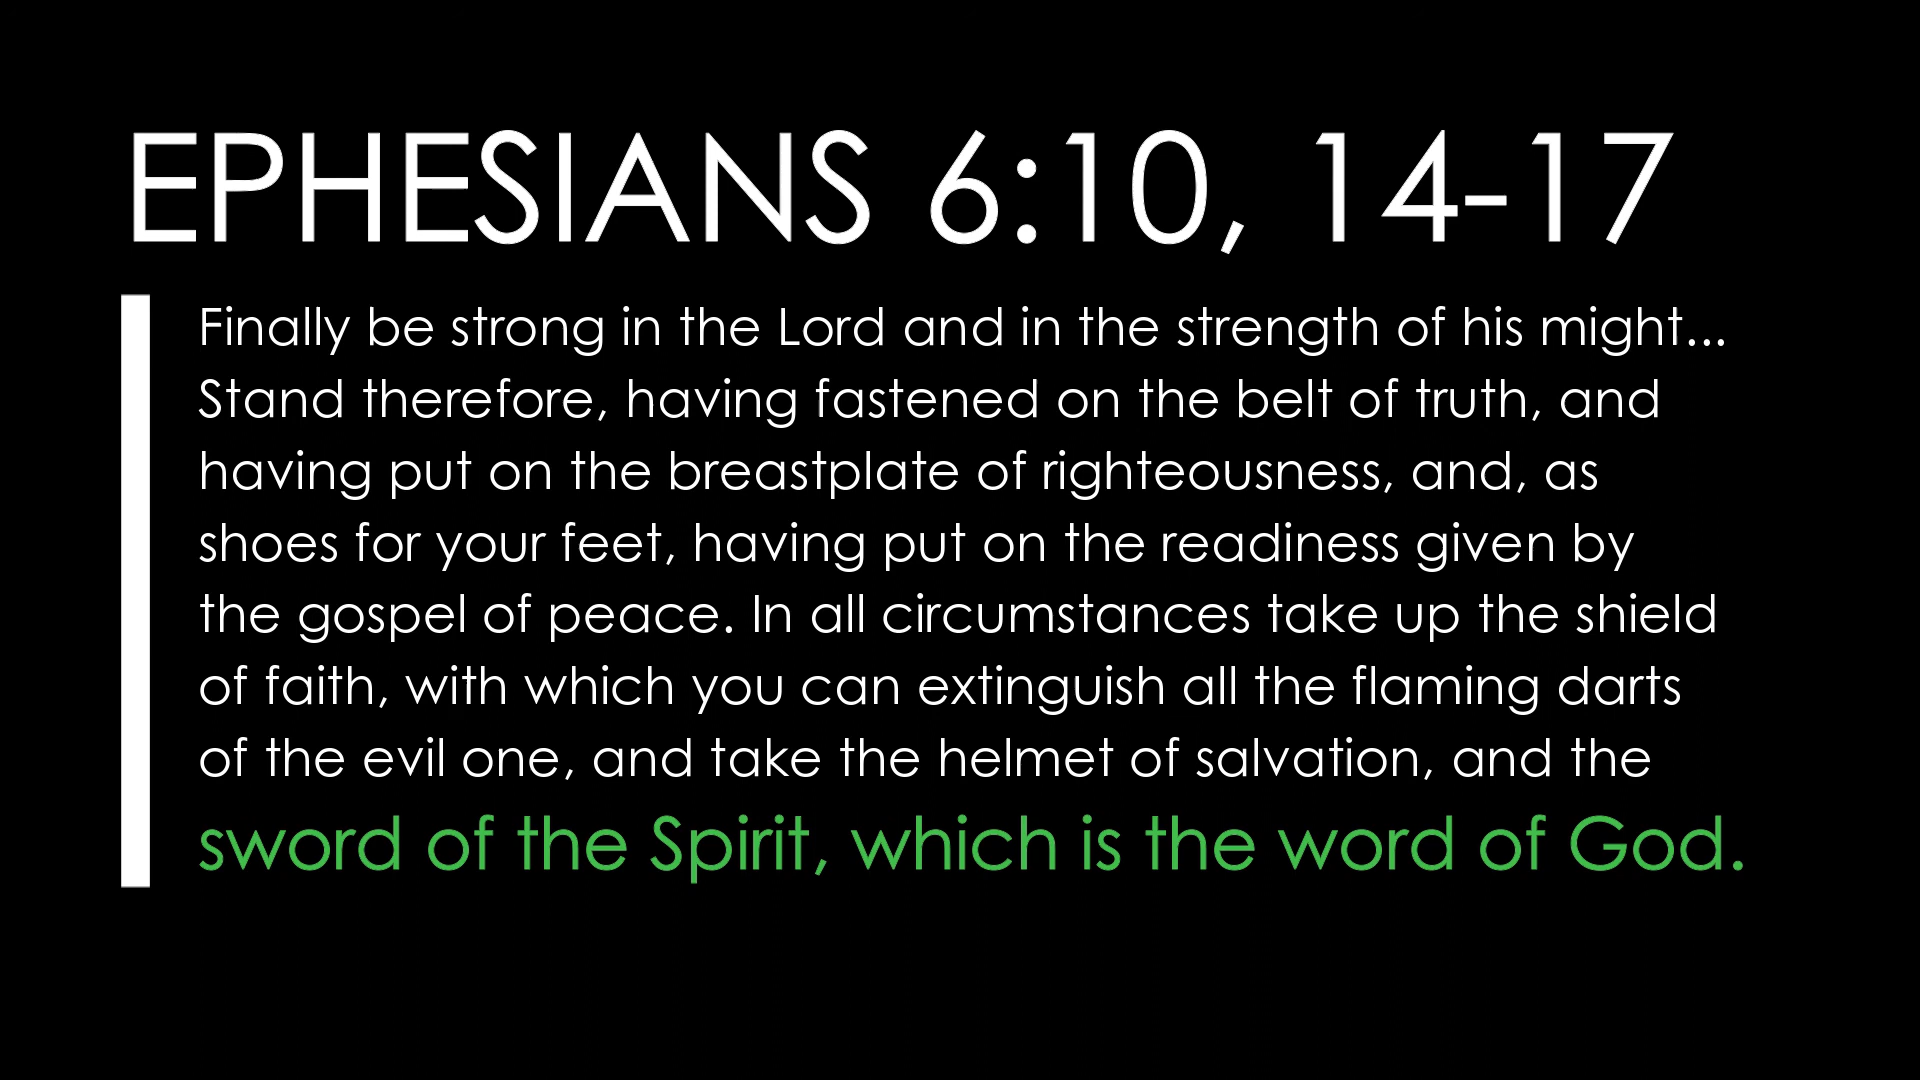 EPHESIANS 6:10, 14-17
Finally be strong in the Lord and in the strength of his might...
Stand therefore, having fastened on the belt of truth, and
having put on the breastplate of righteousness, and, as
shoes for your feet, having put on the readiness given by
the gospel of peace. In all circumstances take up the shield
of faith, with which you can extinguish all the flaming darts
of the evil one, and take the helmet of salvation, and the
sword of the Spirit, which is the word of God.